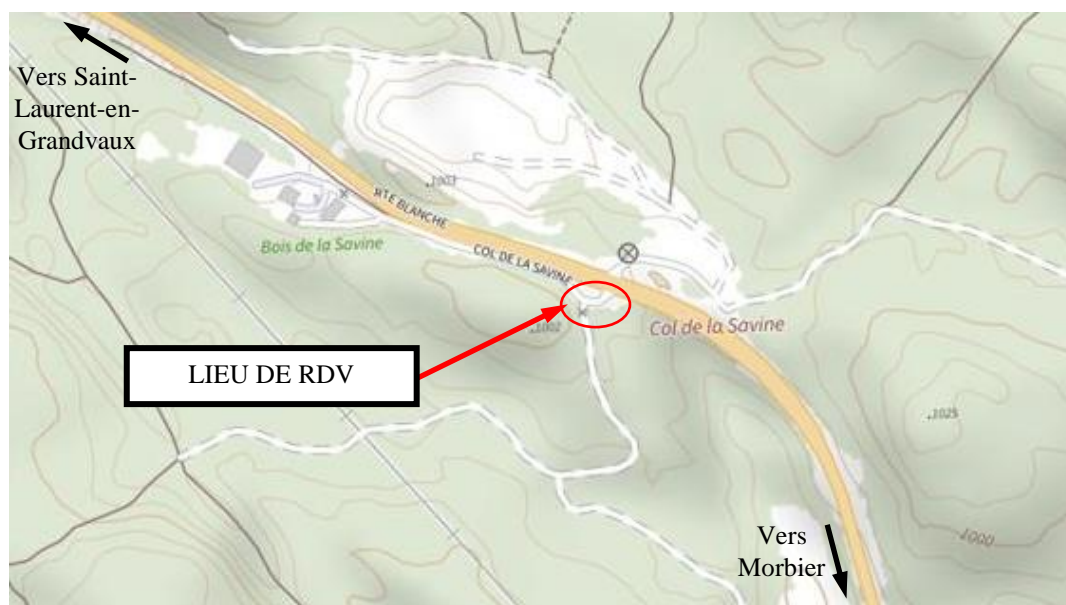 Vers Saint-
Laurent-en-
Grandvaux
1003
RTE BLANCHE
Bois de la Savine
COL DE LA SAVINE
1002
Col de la Savine
LIEU DE RDV
1025
1000
Vers
Morbier